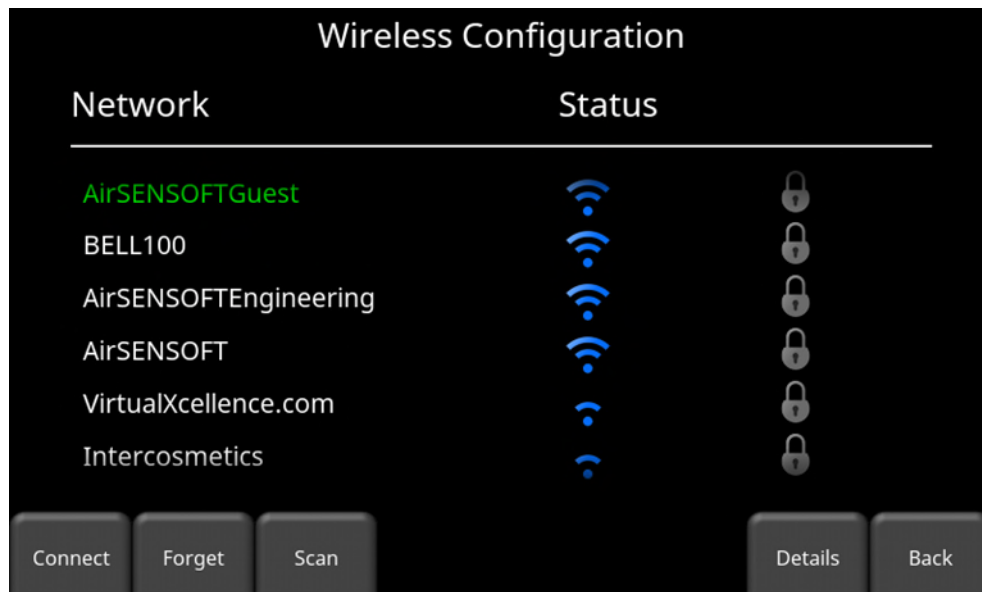 Wireless Configuration
Network Status
AirSENSOFTGuest
BELL100
AirSENSOFTEngineering
AirSENSOFT
VirtualXcellence.com
Intercosmetics
Connect Forget Scan Details Back